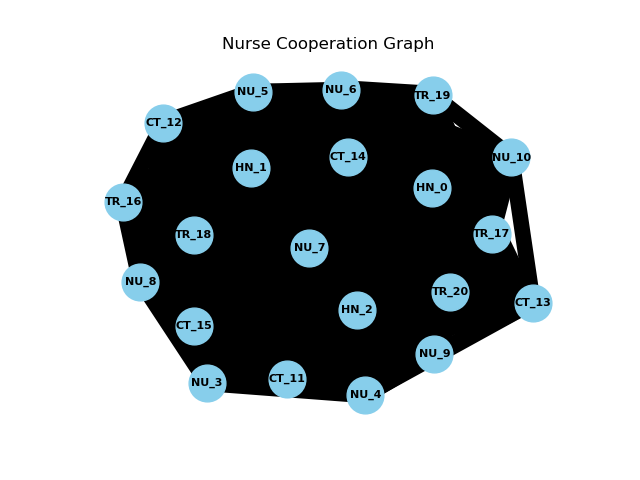 Nurse Cooperation Graph
NU_5
NU_6
TR_19
CT_12
NU_10
CT_14
HN_1
HN_0
TR_16
TR_18
TR_17
NU_7
NU_8
TR_20
CT_13
HN_2
CT_15
NU_9
CT_11
NU_3
NU_4